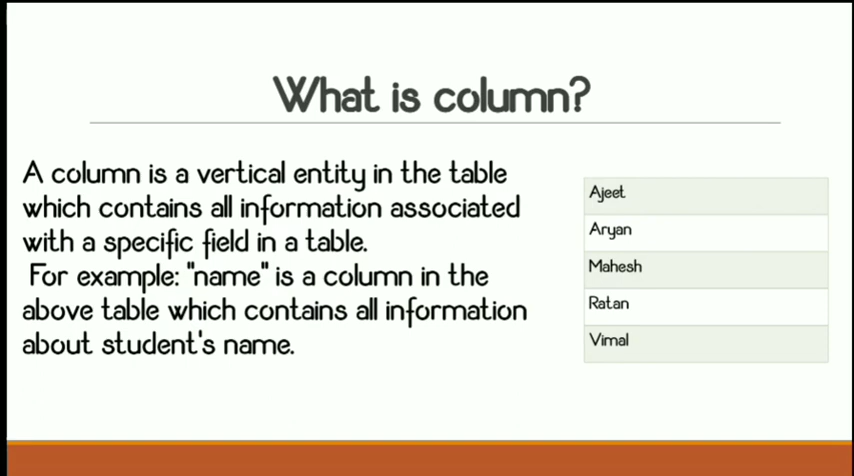 What is column?
A column is a vertical entity in the table
which contains all information associated
with a specific field in a table.
For example: "name" is a column in the
above table which contains all information
about student's name.
Ajeet
Aryan
Mahesh
Ratan
Vimal